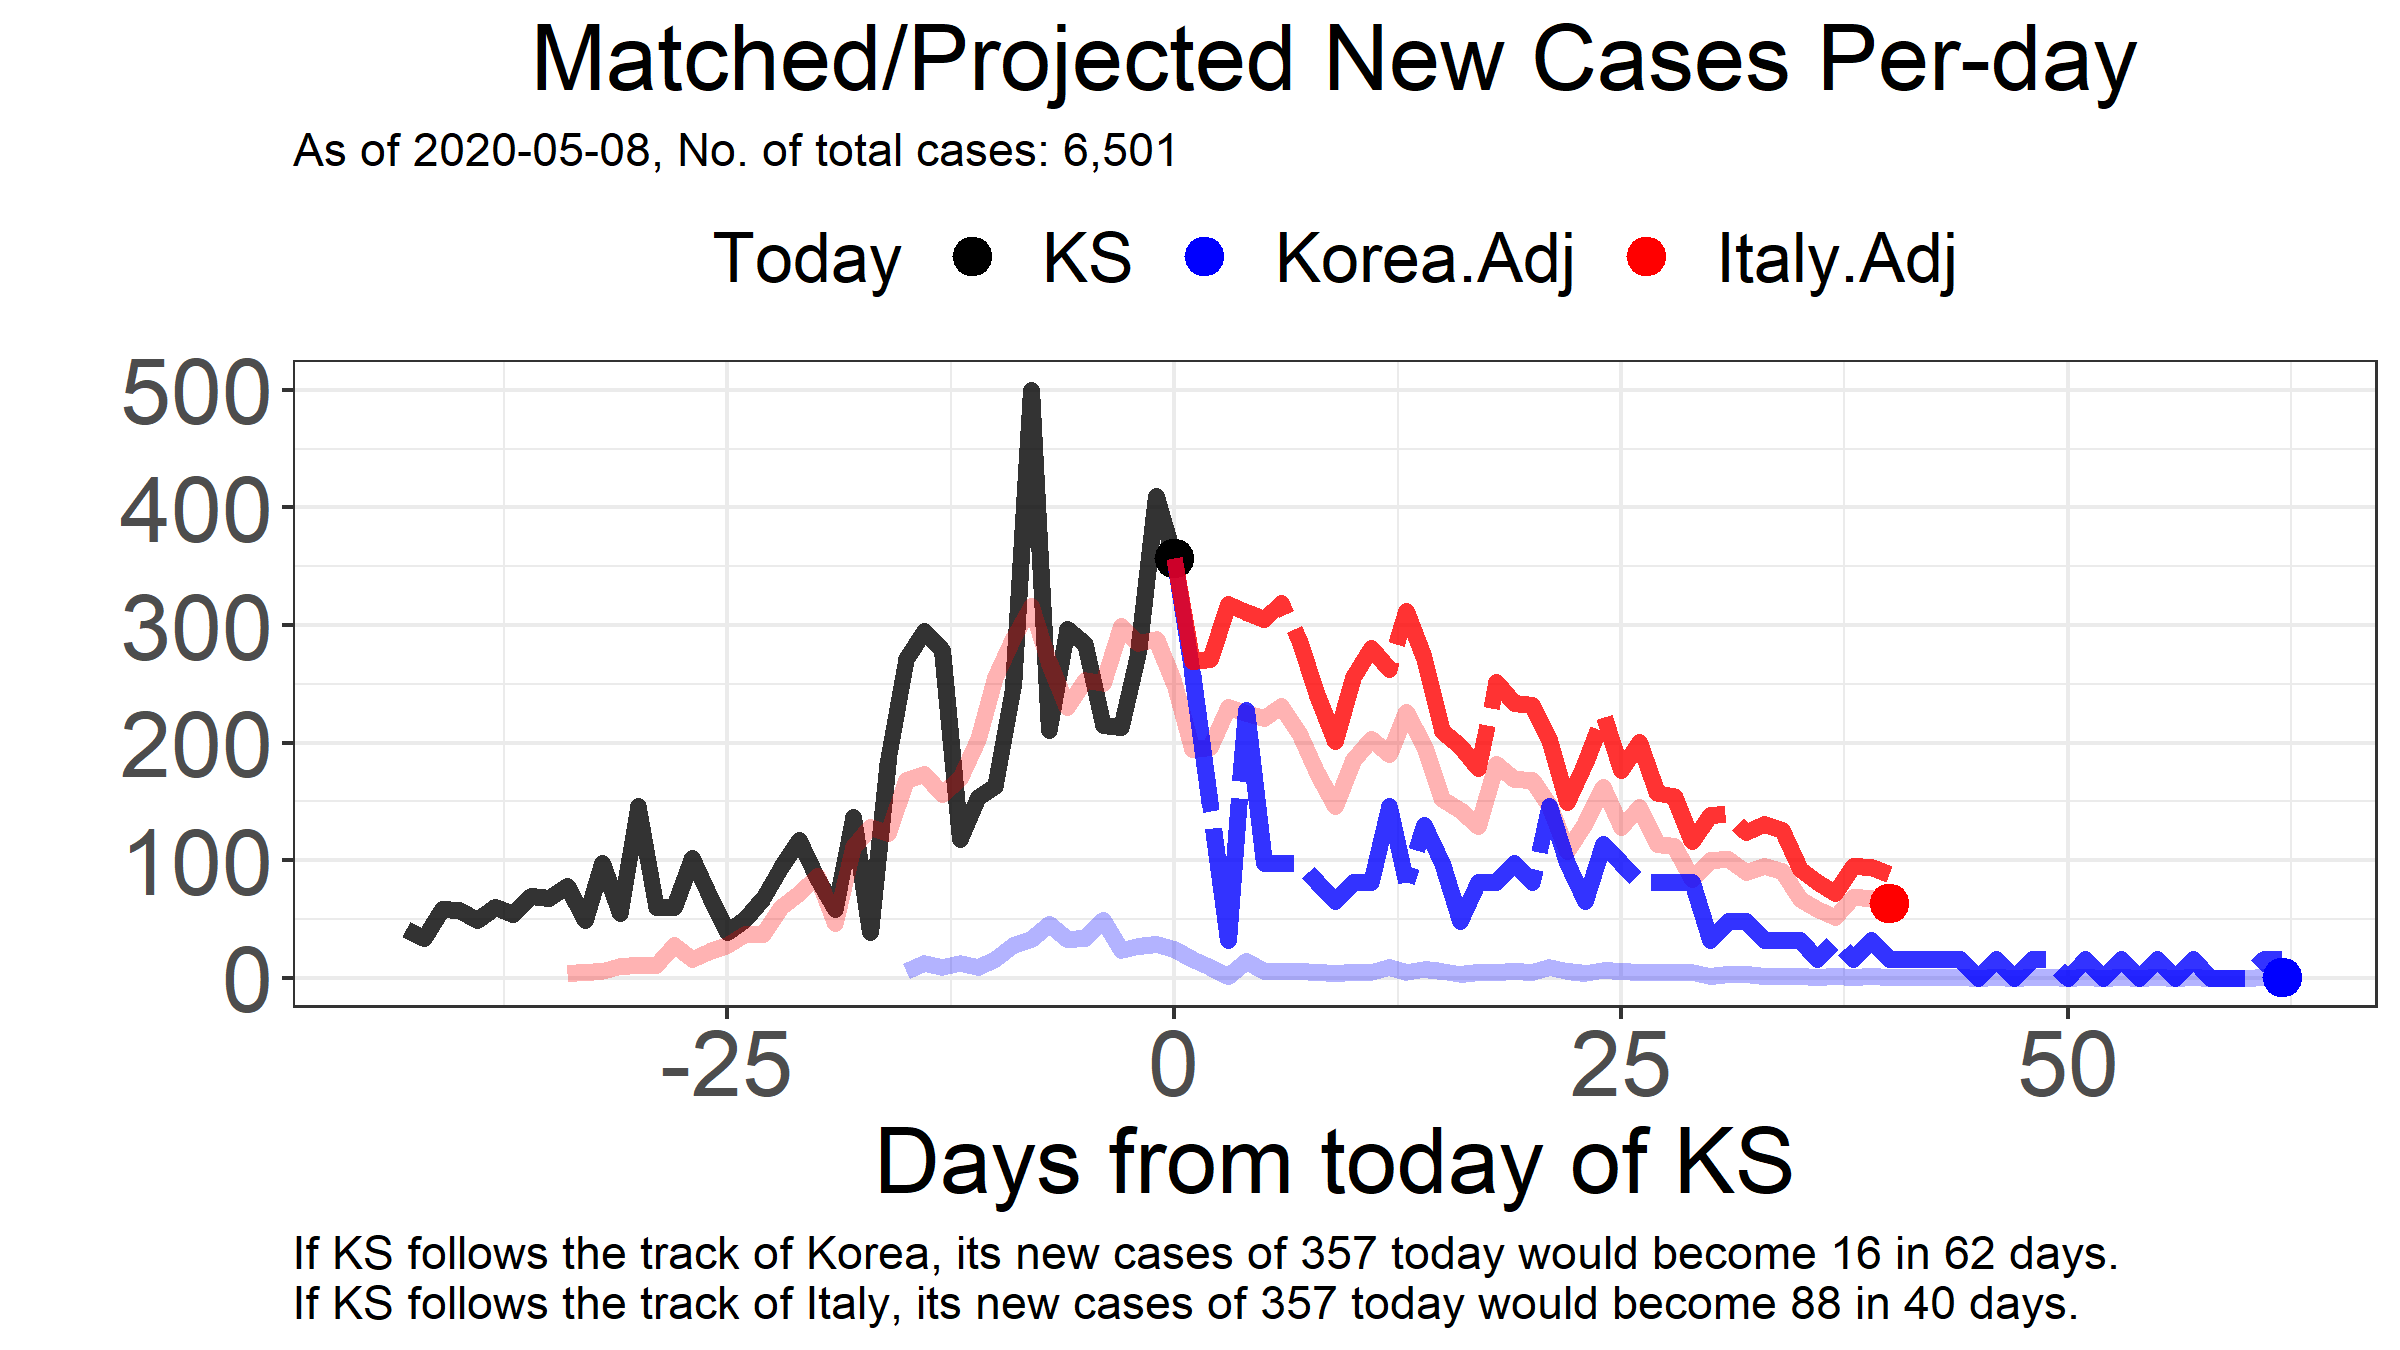 Matched/Projected New Cases Per-day
As of 2020-05-08, No. of total cases: 6,501
Today KS Korea.Adj Italy.Adj
500
400
300
200
100
0
-25 0 25 50
Days from today of KS
If KS follows the track of Korea, its new cases of 357 today would become 16 in 62 days.
If KS follows the track of Italy, its new cases of 357 today would become 88 in 40 days.